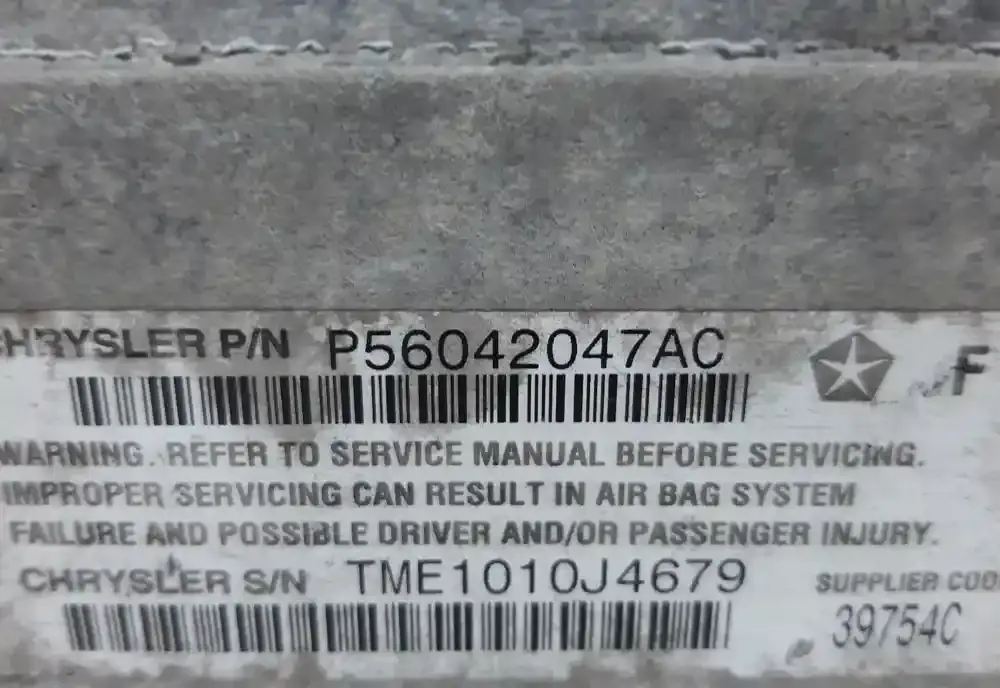 CHRYSLER P/N P56042047AC
F
WARNING. REFER TO SERVICE MANUAL BEFORE SERVICING.
IMPROPER SERVICING CAN RESULT IN AIR BAG SYSTEM
FAILURE AND POSSIBLE DRIVER AND/OR PASSENGER INJURY.
CHRYSLER S/N TME1010J4679
SUPPLIER COD
39754C